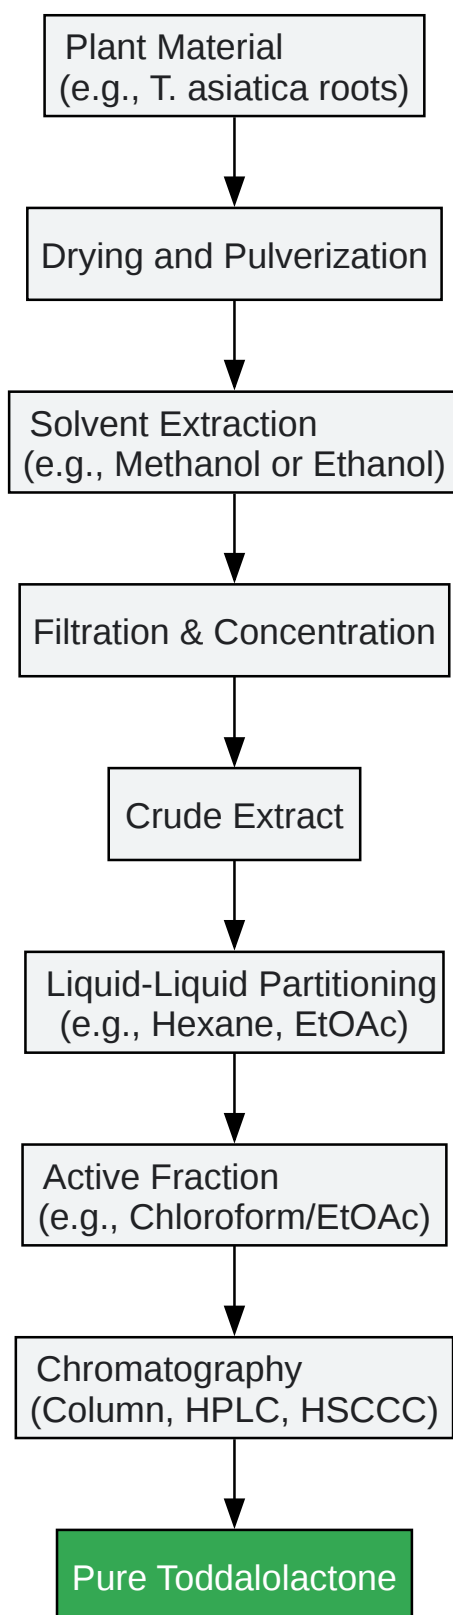 Plant Material
(e.g., T. asiatica roots)
Drying and Pulverization
Solvent Extraction
(e.g., Methanol or Ethanol)
Filtration & Concentration
Crude Extract
Liquid-Liquid Partitioning
(e.g., Hexane, EtOAc)
Active Fraction
(e.g., Chloroform/EtOAc)
Chromatography
(Column, HPLC, HSCCC)
Pure Toddalolactone